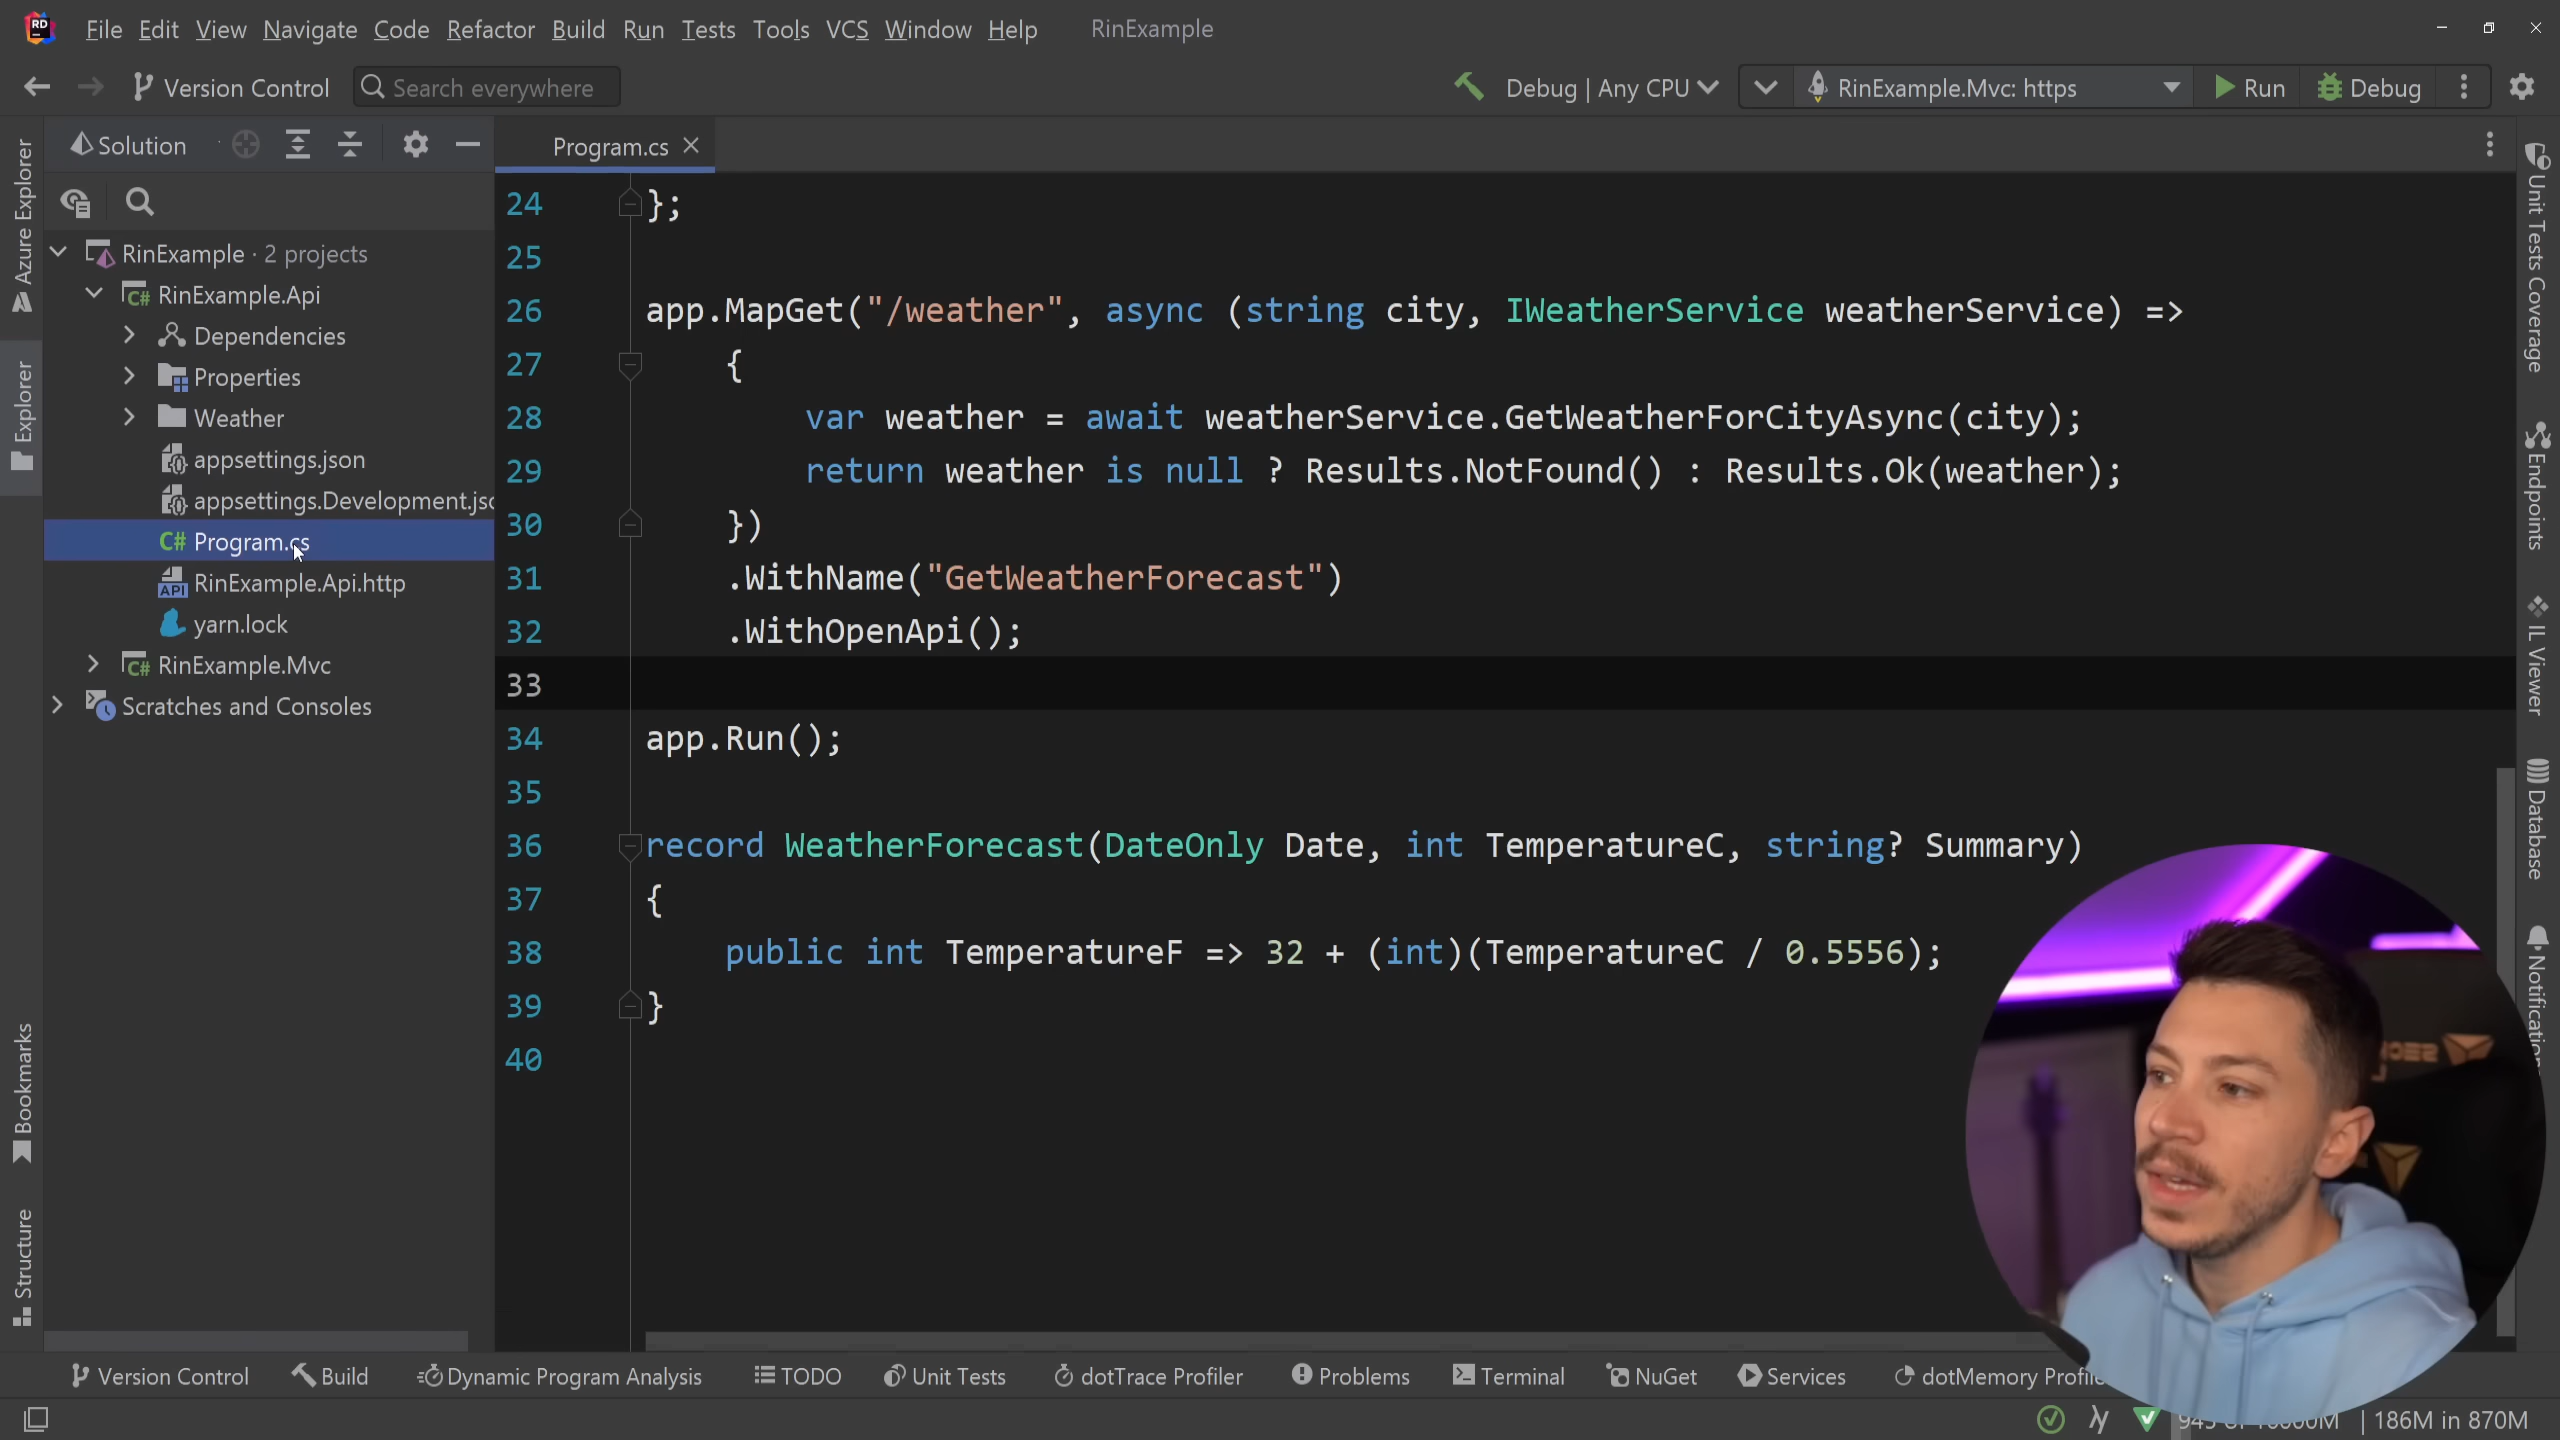 RD
File Edit View Navigate Code Refactor Build Run Tests Tools VCS Window Help RinExample
Version Control Search everywhere Debug | Any CPU RinExample.Mvc: https Run Debug
Solution Program.cs
Azure Explorer
Explorer
Bookmarks
Structure
RinExample · 2 projects
C# RinExample.Api
Dependencies
Properties
Weather
appsettings.json
appsettings.Development.jsc
C# Program.cs
API RinExample.Api.http
yarn.lock
C# RinExample.Mvc
Scratches and Consoles
24 };
25
26 app.MapGet("/weather", async (string city, IWeatherService weatherService) =>
27 {
28 var weather = await weatherService.GetWeatherForCityAsync(city);
29 return weather is null ? Results.NotFound() : Results.Ok(weather);
30 })
31 .WithName("GetWeatherForecast")
32 .WithOpenApi();
33
34 app.Run();
35
36 record WeatherForecast(DateOnly Date, int TemperatureC, string? Summary)
37 {
38 public int TemperatureF => 32 + (int)(TemperatureC / 0.5556);
39 }
40
Unit Tests Coverage
Endpoints
IL Viewer
Database
Notification
Version Control Build Dynamic Program Analysis TODO Unit Tests dotTrace Profiler Problems Terminal NuGet Services dotMemory Profile
186M in 870M